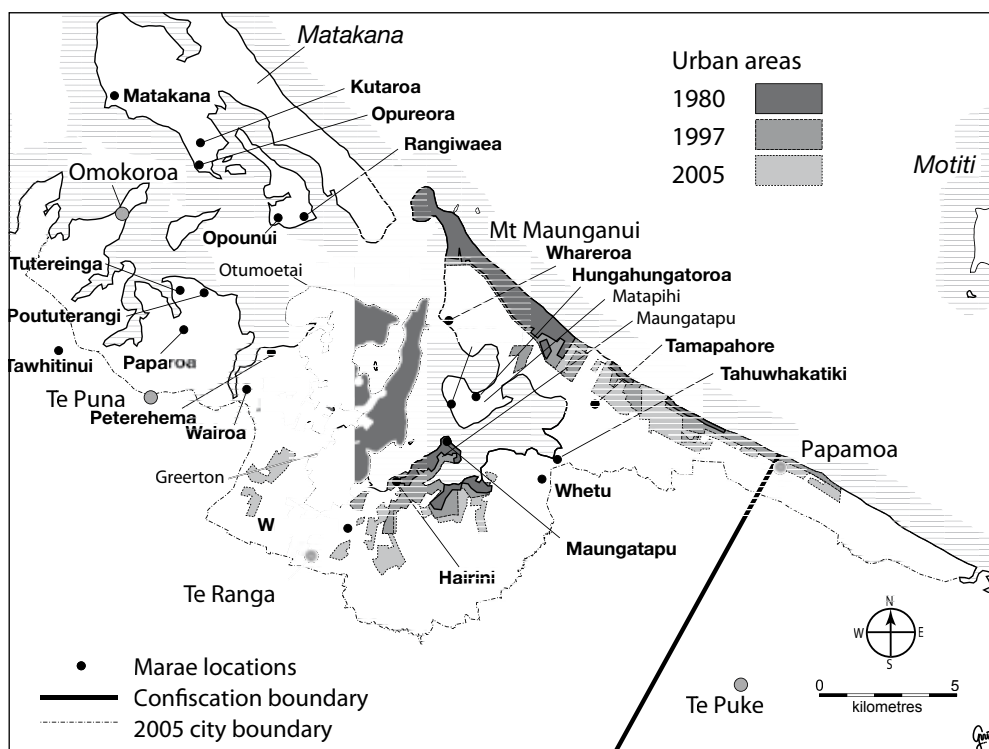 Matakana
Urban areas
1980
1997
2005
Matakana
Kutaroa
Opureora
Rangiwaea
Motiti
Omokoroa
Opounui
Mt Maunganui
Whareroa
Otumoetai
Tutereinga
Hungahungatoroa
Matapihi
Poututerangi
Maungatapu
Tamapahore
Tawhitinui
Paparoa
Tahuwhakatiki
Te Puna
Peterehema
Wairoa
Papamoa
Greerton
Whetu
W
Maungatapu
Hairini
Te Ranga
N
W E
S
Marae locations
Confiscation boundary
2005 city boundary
Te Puke
0 5
kilometres